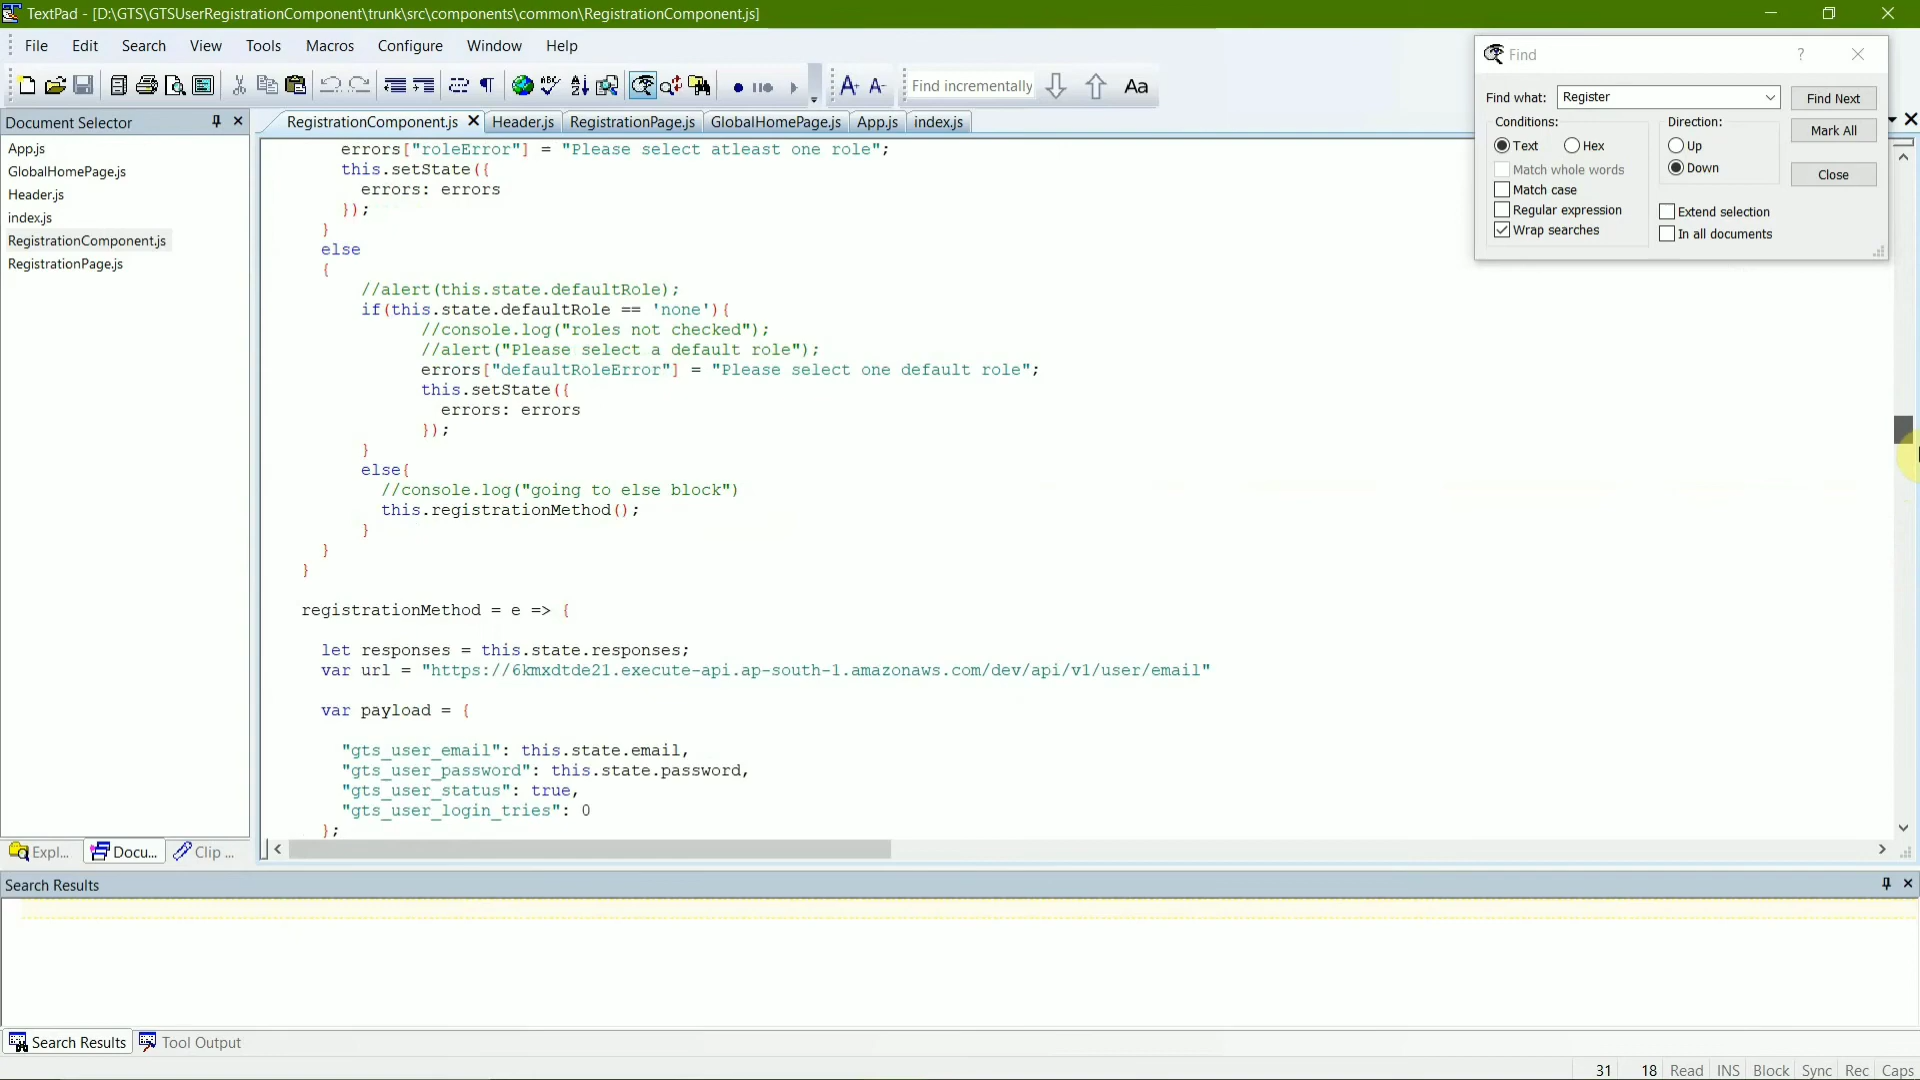 TextPad - [D:\GTS\GTSUserRegistrationComponent\trunk\src\components\common\RegistrationComponent.js]
File Edit Search View Tools Macros Configure Window Help
Find incrementally
Aa
Find
Find what: Register
Find Next
Conditions:
Direction:
Mark All
Text Hex
Up
Match whole words
Down
Close
Match case
Regular expression
Extend selection
Wrap searches
In all documents
Document Selector
App.js
GlobalHomePage.js
Header.js
index.js
RegistrationComponent.js
RegistrationPage.js
RegistrationComponent.js Header.js RegistrationPage.js GlobalHomePage.js App.js index.js
errors["roleError"] = "Please select atleast one role";
this.setState({
errors: errors
});
}
else
{
//alert(this.state.defaultRole);
if(this.state.defaultRole == 'none'){
//console.log("roles not checked");
//alert("Please select a default role");
errors["defaultRoleError"] = "Please select one default role";
this.setState({
errors: errors
});
}
else{
//console.log("going to else block")
this.registrationMethod();
}
}
}
registrationMethod = e => {
let responses = this.state.responses;
var url = "https://6kmxdtde21.execute-api.ap-south-1.amazonaws.com/dev/api/v1/user/email"
var payload = {
"gts_user_email": this.state.email,
"gts_user_password": this.state.password,
"gts_user_status": true,
"gts_user_login_tries": 0
};
Expl... Docu... Clip ...
Search Results
Search Results Tool Output
31 18 Read INS Block Sync Rec Caps